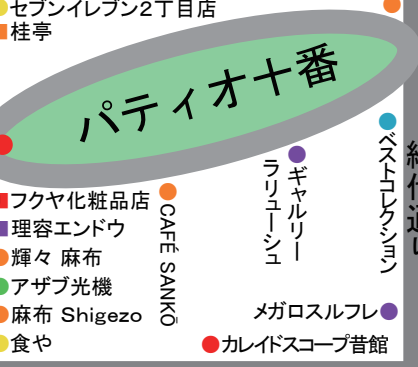 セブンイレブン2丁目店
桂亭
パティオ十番
フクヤ化粧品店
理容エンドウ
輝々 麻布
アザブ光機
麻布 Shigezo
食や
CAFÉ SANKŌ
ギャルリー
ラリューシュ
ベストコレクション
メガロスルフレ
カレイドスコープ昔館